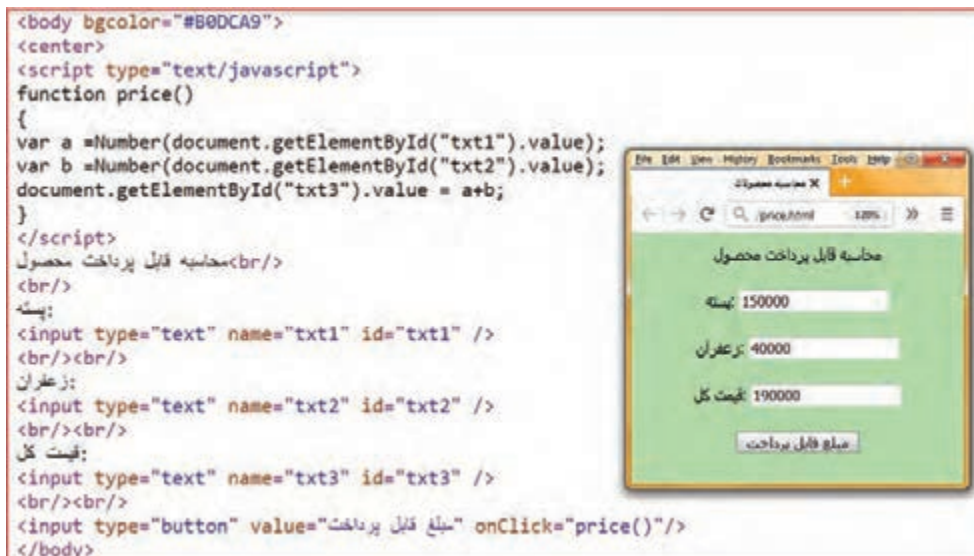 <body bgcolor="#B0DCA9">
<center>
<script type="text/javascript">
function price()
{
var a =Number(document.getElementById("txt1").value);
var b =Number(document.getElementById("txt2").value);
document.getElementById("txt3").value = a+b;
}
</script>
محاسبه قابل پرداخت محصول<br/>
<br/>
پسته:
<input type="text" name="txt1" id="txt1" />
<br/><br/>
زعفران:
<input type="text" name="txt2" id="txt2" />
<br/><br/>
قیمت کل:
<input type="text" name="txt3" id="txt3" />
<br/><br/>
<input type="button" value="مبلغ قابل پرداخت" onClick="price()"/>
</body>
File Edit View History Bookmarks Tools Help
محاسبه محصولات
/price.html 120%
محاسبه قابل پرداخت محصول
پسته: 150000
زعفران: 40000
قیمت کل: 190000
مبلغ قابل پرداخت